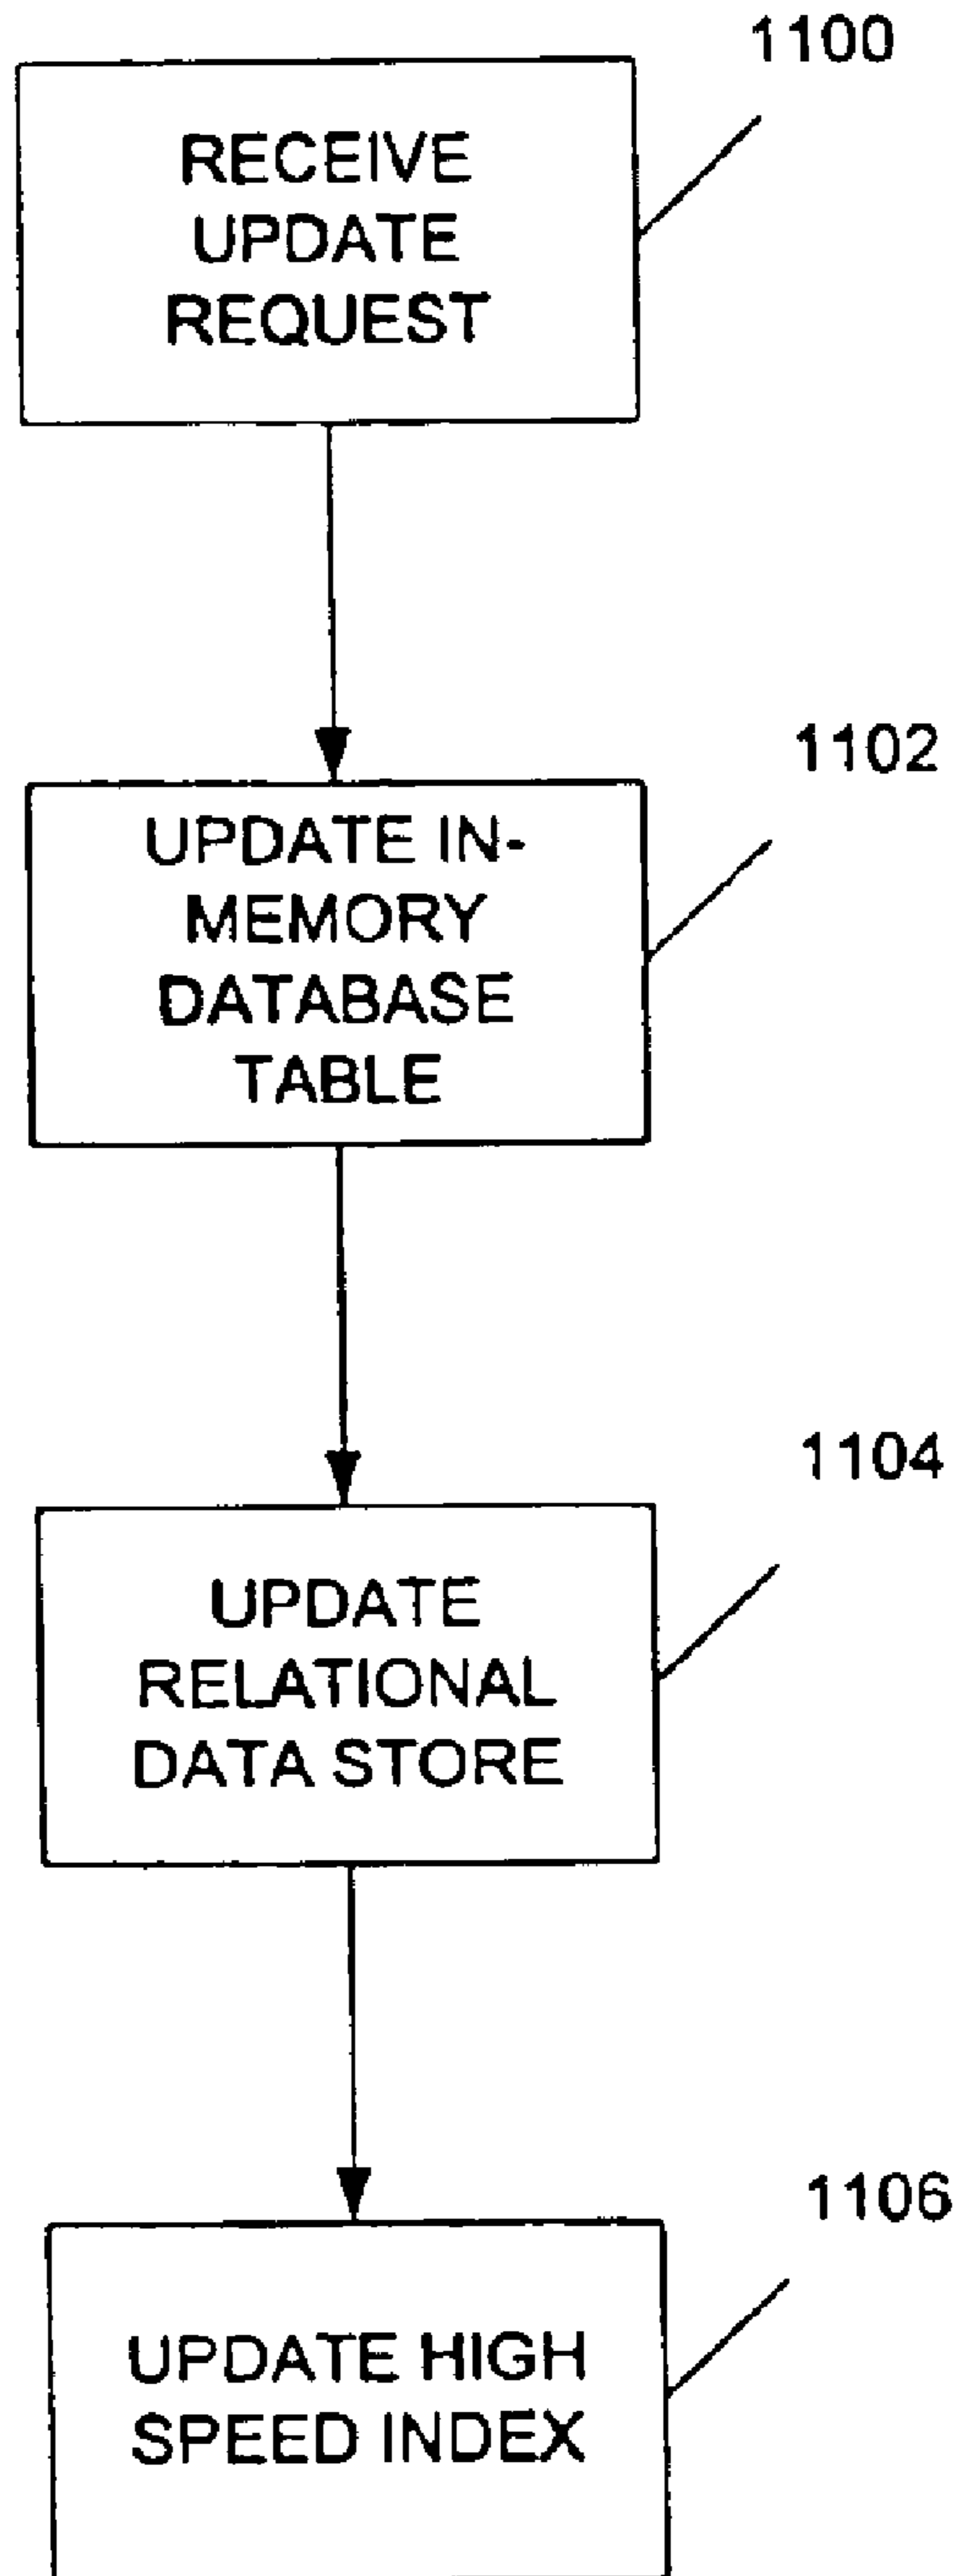 1100
RECEIVE
UPDATE
REQUEST
1102
UPDATE IN-
MEMORY
DATABASE
TABLE
1104
UPDATE
RELATIONAL
DATA STORE
1106
UPDATE HIGH
SPEED INDEX